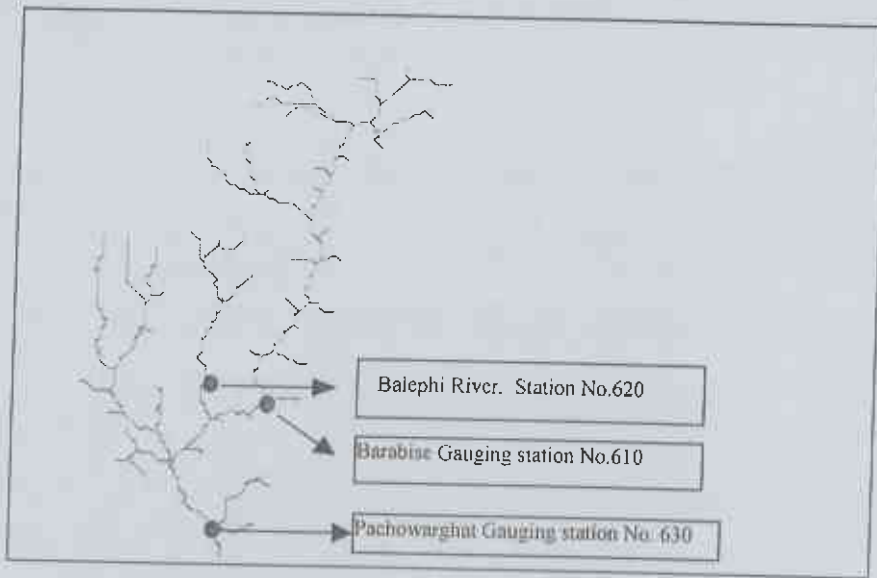 Balephi River. Station No.620
Barabise Gauging station No.610
Pachowarghat Gauging station No. 630